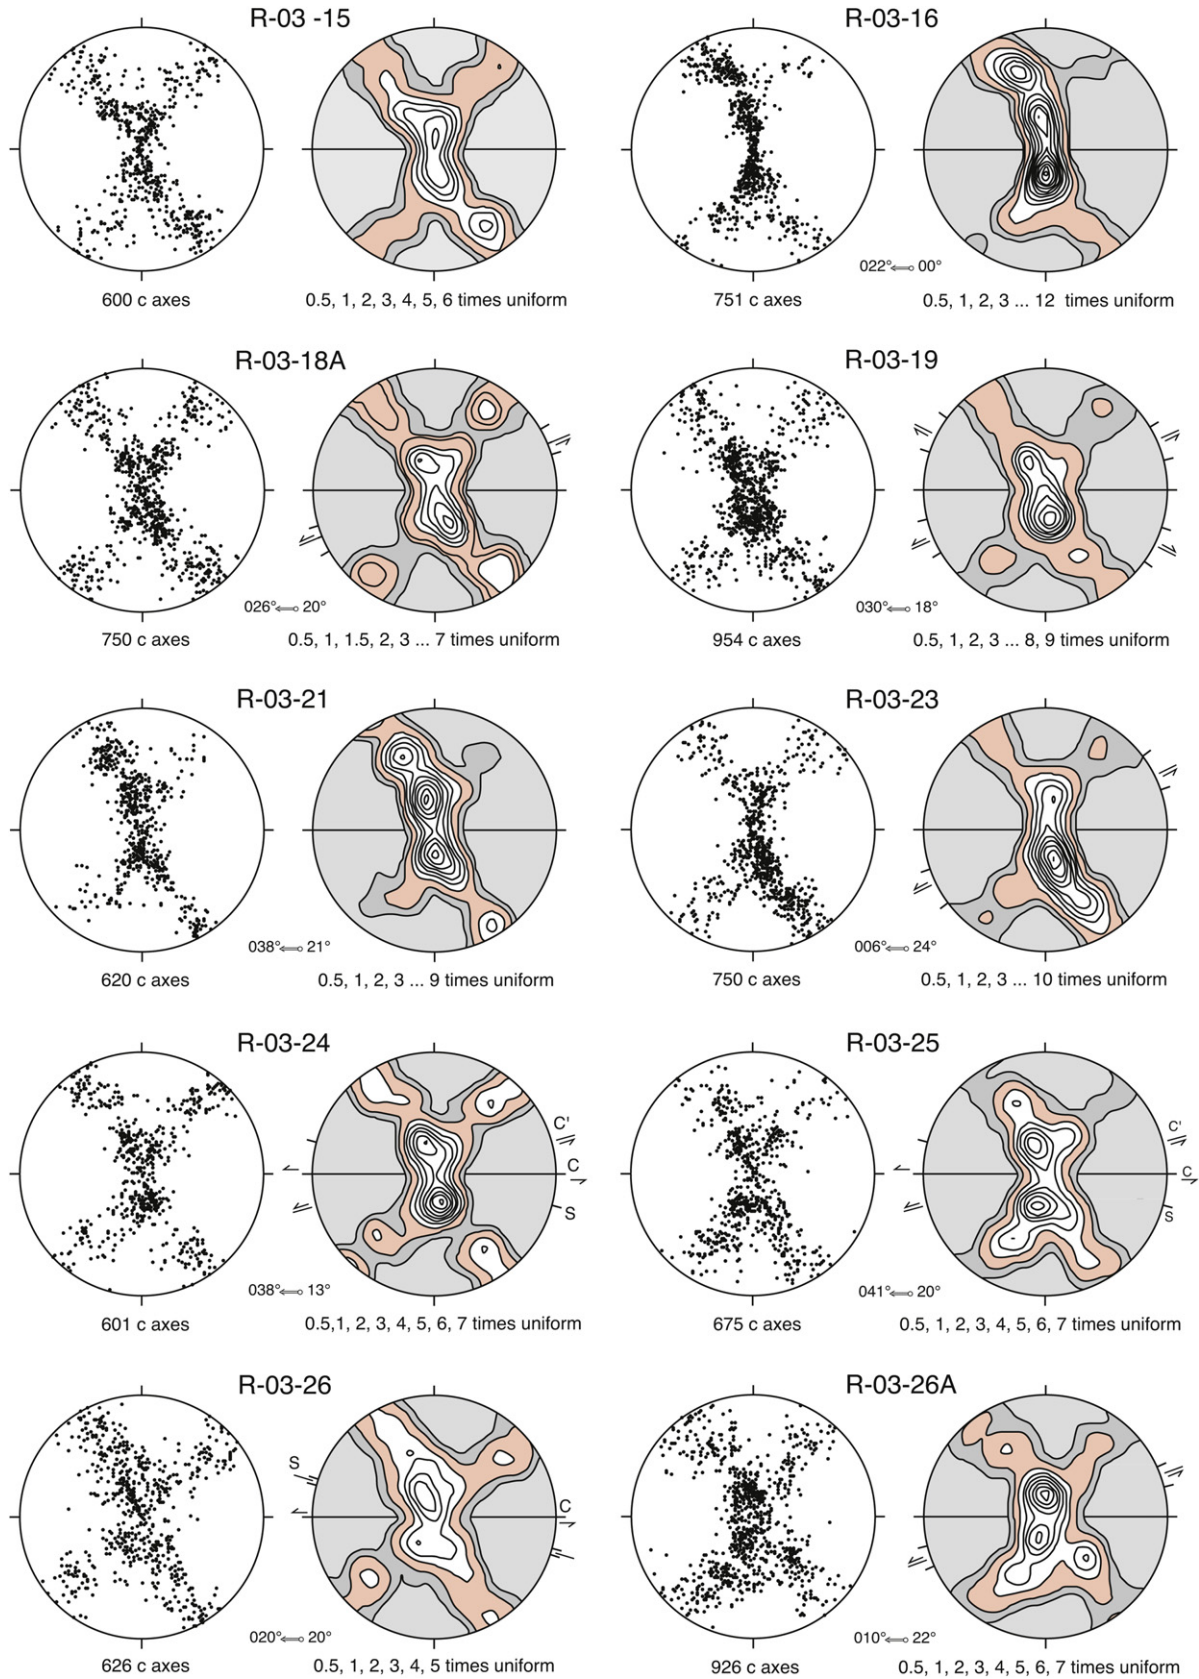 R-03 -15
R-03-16
022° 00°
600 c axes
0.5, 1, 2, 3, 4, 5, 6 times uniform
751 c axes
0.5, 1, 2, 3 ... 12 times uniform
R-03-18A
R-03-19
026° 20°
030° 18°
750 c axes
0.5, 1, 1.5, 2, 3 ... 7 times uniform
954 c axes
0.5, 1, 2, 3 ... 8, 9 times uniform
R-03-21
R-03-23
038° 21°
006° 24°
620 c axes
0.5, 1, 2, 3 ... 9 times uniform
750 c axes
0.5, 1, 2, 3 ... 10 times uniform
R-03-24
R-03-25
C'
C
S
C'
C
S
038° 13°
041° 20°
601 c axes
0.5,1, 2, 3, 4, 5, 6, 7 times uniform
675 c axes
0.5, 1, 2, 3, 4, 5, 6, 7 times uniform
R-03-26
R-03-26A
S
C
020° 20°
010° 22°
626 c axes
0.5, 1, 2, 3, 4, 5 times uniform
926 c axes
0.5, 1, 2, 3, 4, 5, 6, 7 times uniform